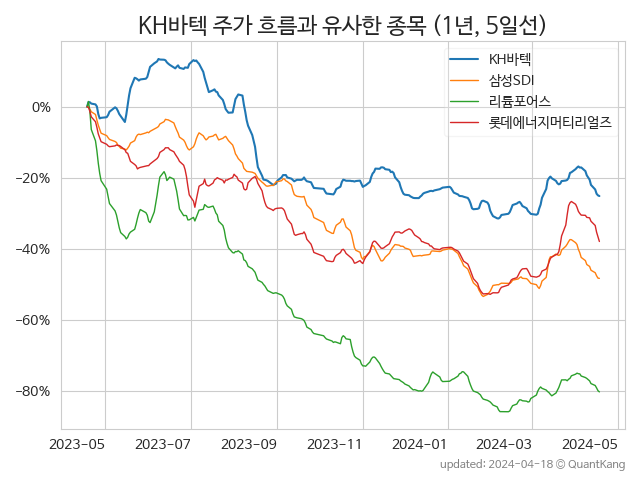 KH바텍 주가 흐름과 유사한 종목 (1년, 5일선)
KH바텍
삼성SDI
리튬포어스
롯데에너지머티리얼즈
0%
−20%
−40%
−60%
−80%
2023-05 2023-07 2023-09 2023-11 2024-01 2024-03 2024-05
updated: 2024-04-18 © QuantKang